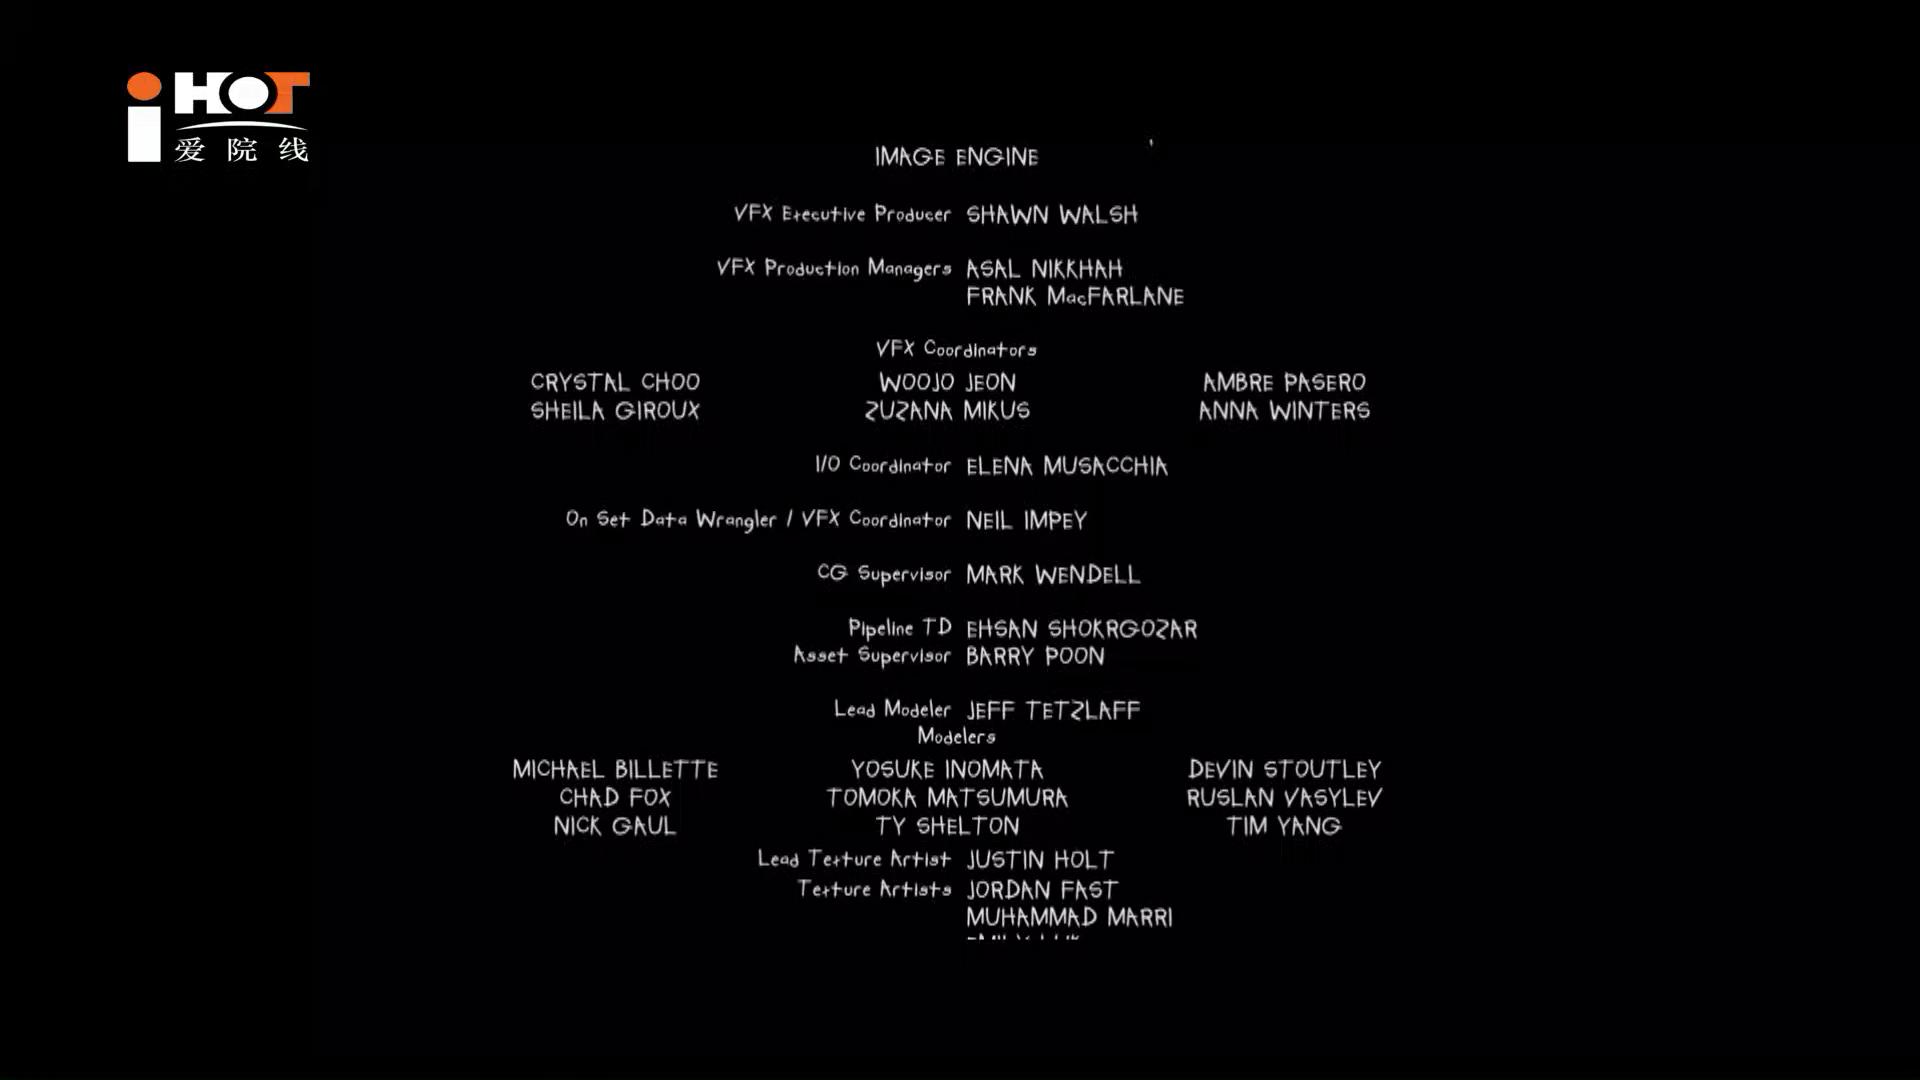 iHOT
爱院线
IMAGE ENGINE
VFX Executive Producer SHAWN WALSH
VFX Production Managers ASAL NIKKHAH
FRANK MacFARLANE
VFX Coordinators
CRYSTAL CHOO WOOJO JEON AMBRE PASERO
SHEILA GIROUX ZUZANA MIKUS ANNA WINTERS
I/O Coordinator ELENA MUSACCHIA
On Set Data Wrangler / VFX Coordinator NEIL IMPEY
CG Supervisor MARK WENDELL
Pipeline TD EHSAN SHOKRGOZAR
Asset Supervisor BARRY POON
Lead Modeler JEFF TETZLAFF
Modelers
MICHAEL BILLETTE YOSUKE INOMATA DEVIN STOUTLEY
CHAD FOX TOMOKA MATSUMURA RUSLAN VASYLEV
NICK GAUL TY SHELTON TIM YANG
Lead Texture Artist JUSTIN HOLT
Texture Artists JORDAN FAST
MUHAMMAD MARRI